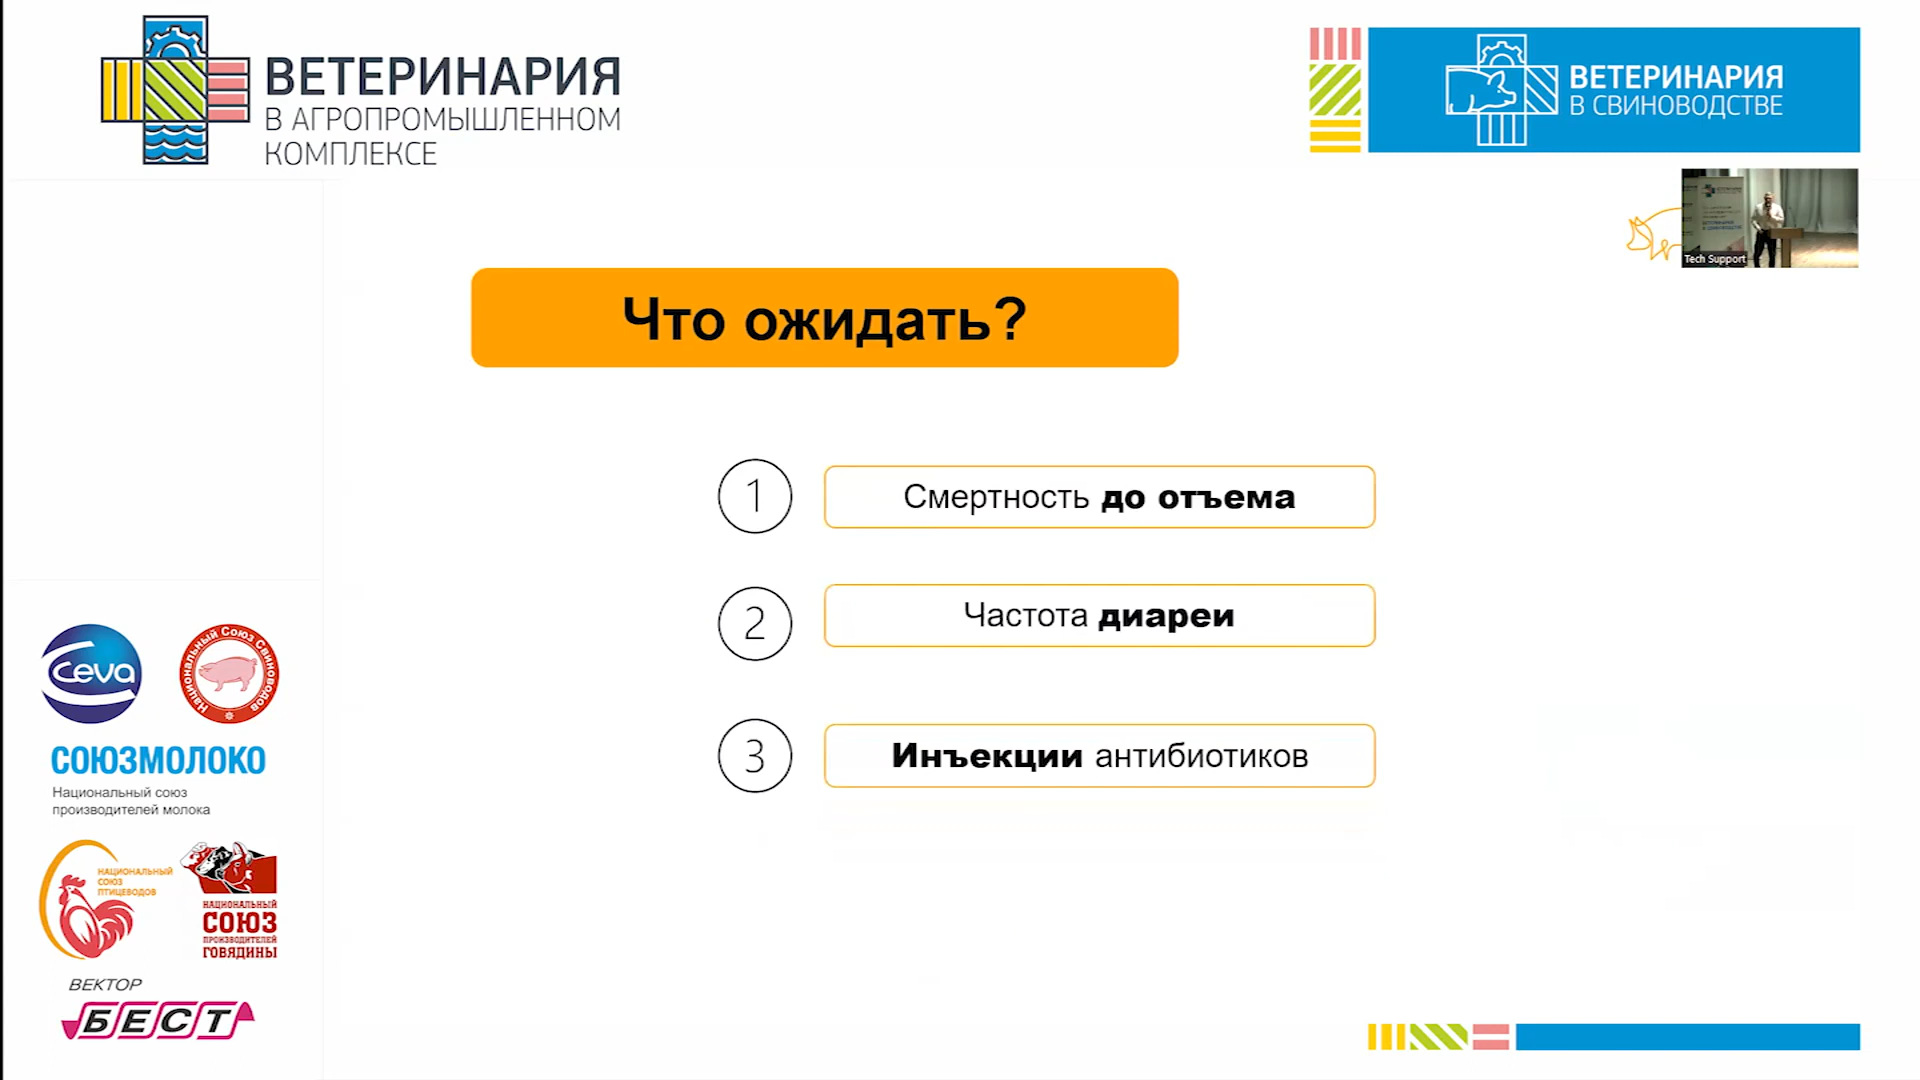 ВЕТЕРИНАРИЯ
В АГРОПРОМЫШЛЕННОМ
КОМПЛЕКСЕ
ВЕТЕРИНАРИЯ
В СВИНОВОДСТВЕ
Tech Support
Что ожидать?
1
Смертность до отъема
2
Частота диареи
3
Инъекции антибиотиков
Ceva
Национальный Союз Свиноводов
СОЮЗМОЛОКО
Национальный союз
производителей молока
НАЦИОНАЛЬНЫЙ
СОЮЗ
ПТИЦЕВОДОВ
НАЦИОНАЛЬНЫЙ
СОЮЗ
ПРОИЗВОДИТЕЛЕЙ
ГОВЯДИНЫ
ВЕКТОР
БЕСТ